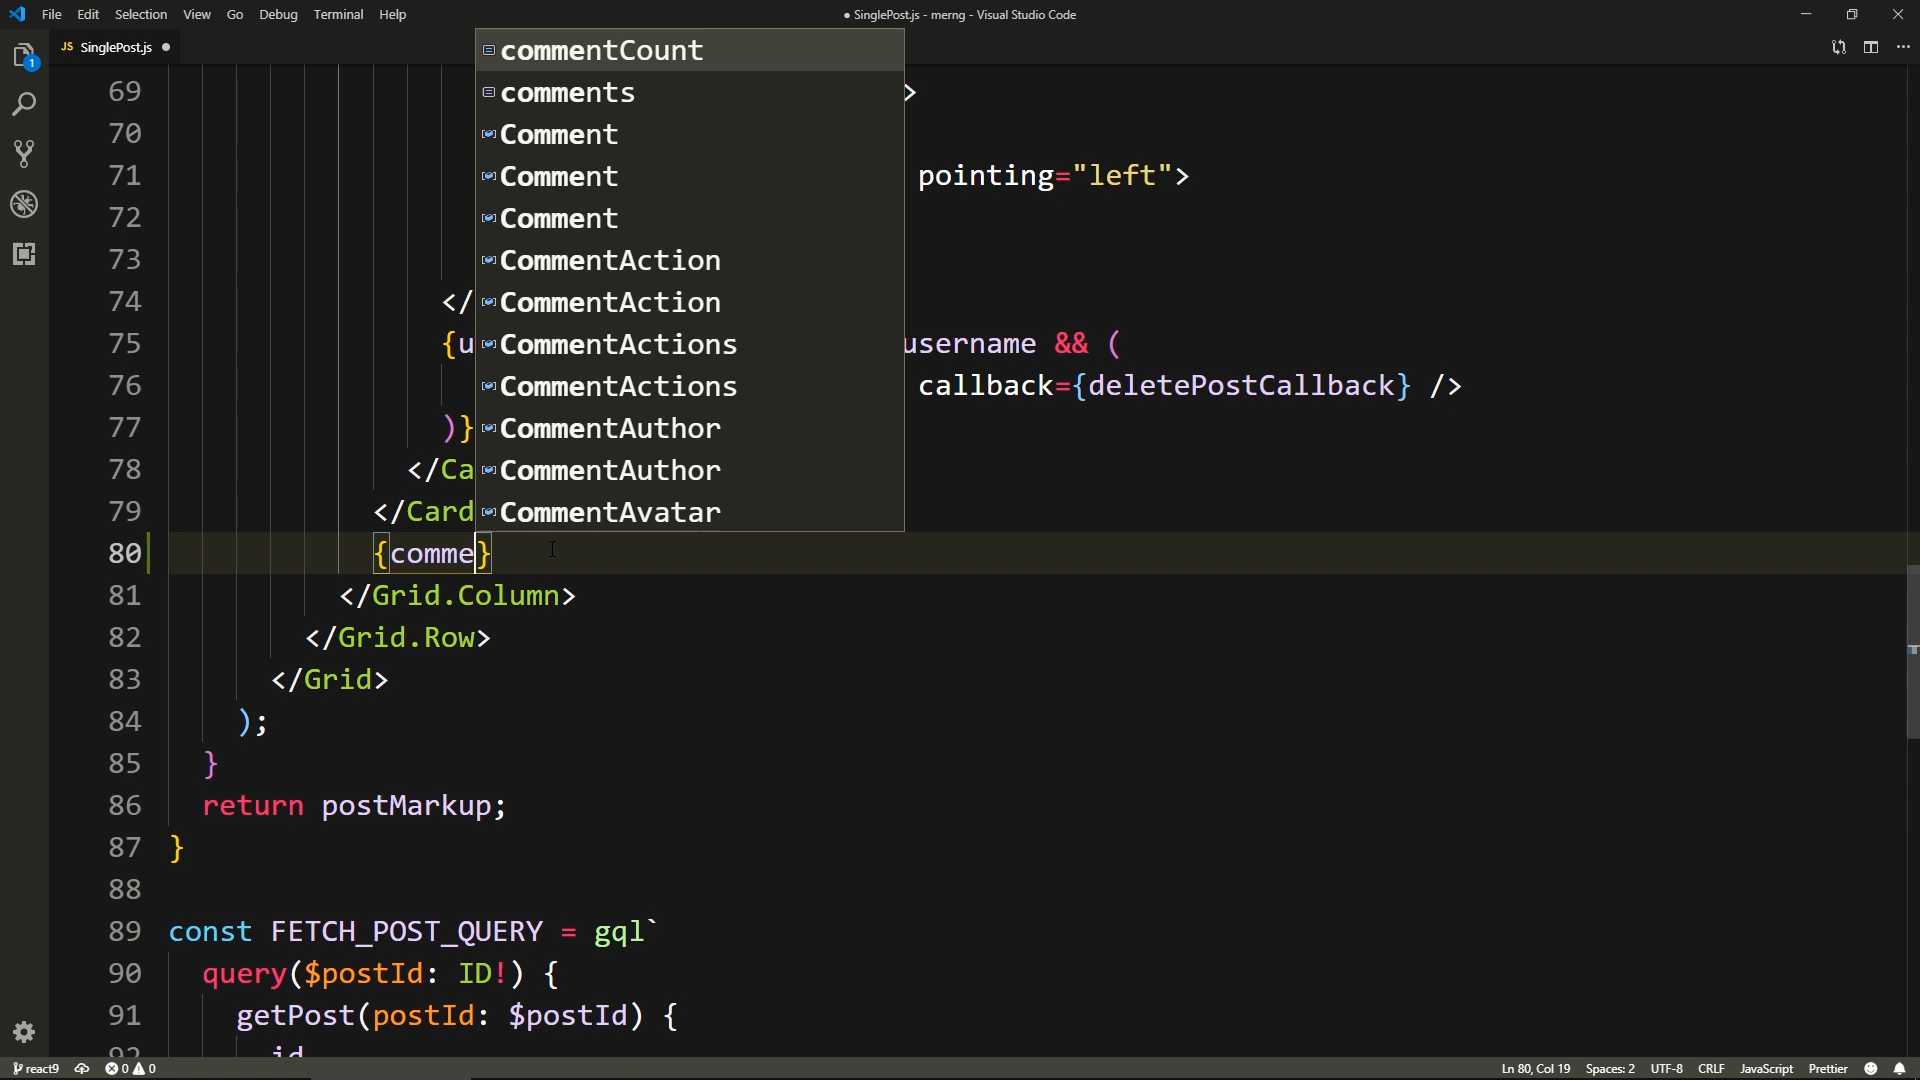 File Edit Selection View Go Debug Terminal Help
● SinglePost.js - merng - Visual Studio Code
JS SinglePost.js ●
1
commentCount
comments
Comment
Comment
Comment
CommentAction
CommentAction
CommentActions
CommentActions
CommentAuthor
CommentAuthor
CommentAvatar
69 >
70
71 pointing="left">
72
73
74 </
75 {u username && (
76 callback={deletePostCallback} />
77 )}
78 </Ca
79 </Card
80 {comme}
81 </Grid.Column>
82 </Grid.Row>
83 </Grid>
84 );
85 }
86 return postMarkup;
87 }
88
89 const FETCH_POST_QUERY = gql`
90 query($postId: ID!) {
91 getPost(postId: $postId) {
92 id
react9 0 0 Ln 80, Col 19 Spaces: 2 UTF-8 CRLF JavaScript Prettier